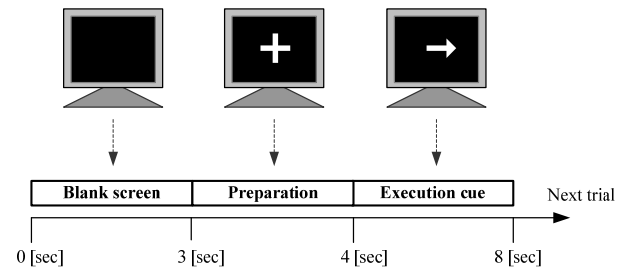 Blank screen Preparation Execution cue
Next trial
0 [sec] 3 [sec] 4 [sec] 8 [sec]